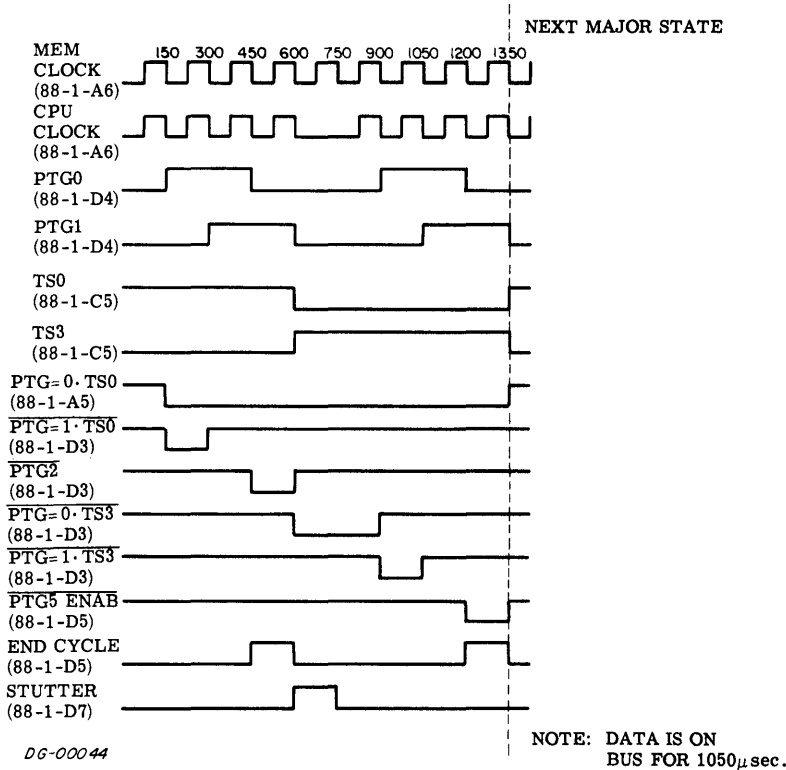 NEXT MAJOR STATE
150 300 450 600 750 900 1050 1200 1350
MEM
CLOCK
(88-1-A6)
CPU
CLOCK
(88-1-A6)
PTG0
(88-1-D4)
PTG1
(88-1-D4)
TS0
(88-1-C5)
TS3
(88-1-C5)
PTG=0·TS0
(88-1-A5)
PTG=1·TS0
(88-1-D3)
PTG2
(88-1-D3)
PTG=0·TS3
(88-1-D3)
PTG=1·TS3
(88-1-D3)
PTG5 ENAB
(88-1-D5)
END CYCLE
(88-1-D5)
STUTTER
(88-1-D7)
DG-00044
NOTE: DATA IS ON
BUS FOR 1050μsec.